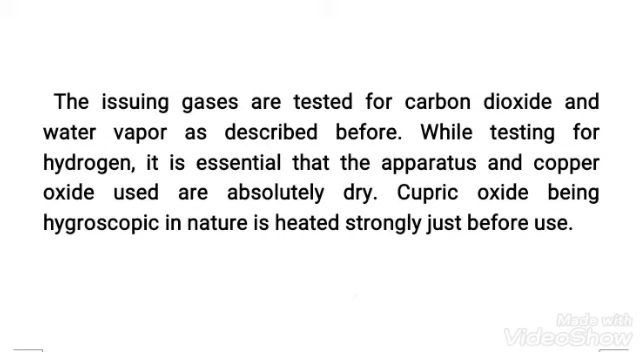 The issuing gases are tested for carbon dioxide and
water vapor as described before. While testing for
hydrogen, it is essential that the apparatus and copper
oxide used are absolutely dry. Cupric oxide being
hygroscopic in nature is heated strongly just before use.
Made with
VideoShow